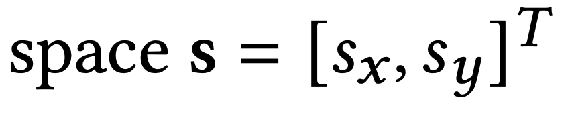 space s = [s_x, s_y]^T